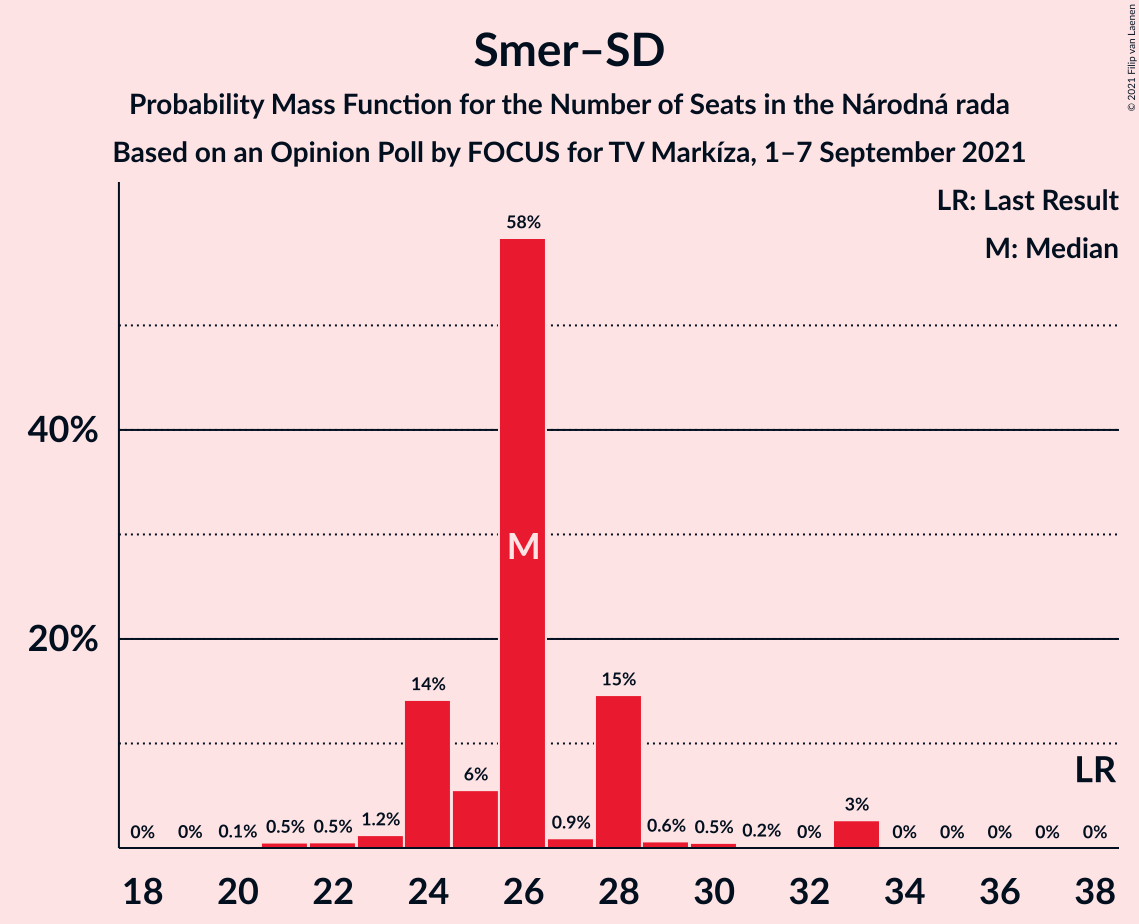 Smer–SD
Probability Mass Function for the Number of Seats in the Národná rada
Based on an Opinion Poll by FOCUS for TV Markíza, 1–7 September 2021
© 2021 Filip van Laenen
LR: Last Result
M: Median
58%
40%
M
20%
14%
15%
6%
LR
0%
0%
0.1%
0.5%
0.5%
1.2%
0.9%
0.6%
0.5%
0.2%
0%
3%
0%
0%
0%
0%
0%
18 20 22 24 26 28 30 32 34 36 38